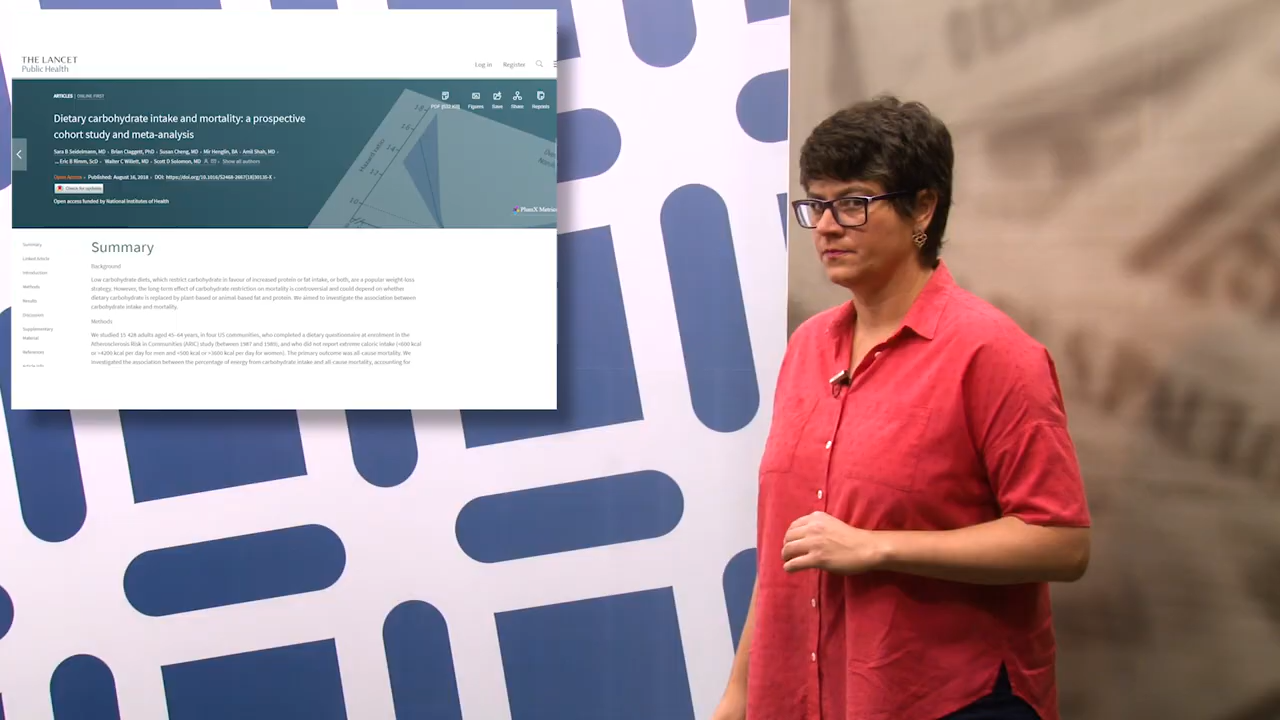 THE LANCET
Public Health
Log in Register
ARTICLES | ONLINE FIRST
PDF Figures Save Share Reprints
Dietary carbohydrate intake and mortality: a prospective
cohort study and meta-analysis
Sara B Seidelmann, MD • Brian Claggett, PhD • Susan Cheng, MD • Mir Henglin, BA • Amil Shah, MD •
... Eric B Rimm, ScD • Walter C Willett, MD • Scott D Solomon, MD Show all authors
Open Access • Published: August 16, 2018 • DOI: https://doi.org/10.1016/S2468-2667(18)30135-X •
Check for updates
Open access funded by National Institutes of Health
PlumX Metrics
Hazard ratio
Summary
Linked Article
Introduction
Methods
Results
Discussion
Supplementary
Material
References
Summary
Background
Low carbohydrate diets, which restrict carbohydrate in favour of increased protein or fat intake, or both, are a popular weight-loss
strategy. However, the long-term effect of carbohydrate restriction on mortality is controversial and could depend on whether
dietary carbohydrate is replaced by plant-based or animal-based fat and protein. We aimed to investigate the association between
carbohydrate intake and mortality.
Methods
We studied 15 428 adults aged 45–64 years, in four US communities, who completed a dietary questionnaire at enrolment in the
Atherosclerosis Risk in Communities (ARIC) study (between 1987 and 1989), and who did not report extreme caloric intake (<600 kcal
or >4200 kcal per day for men and <500 kcal or >3600 kcal per day for women). The primary outcome was all-cause mortality. We
investigated the association between the percentage of energy from carbohydrate intake and all-cause mortality, accounting for